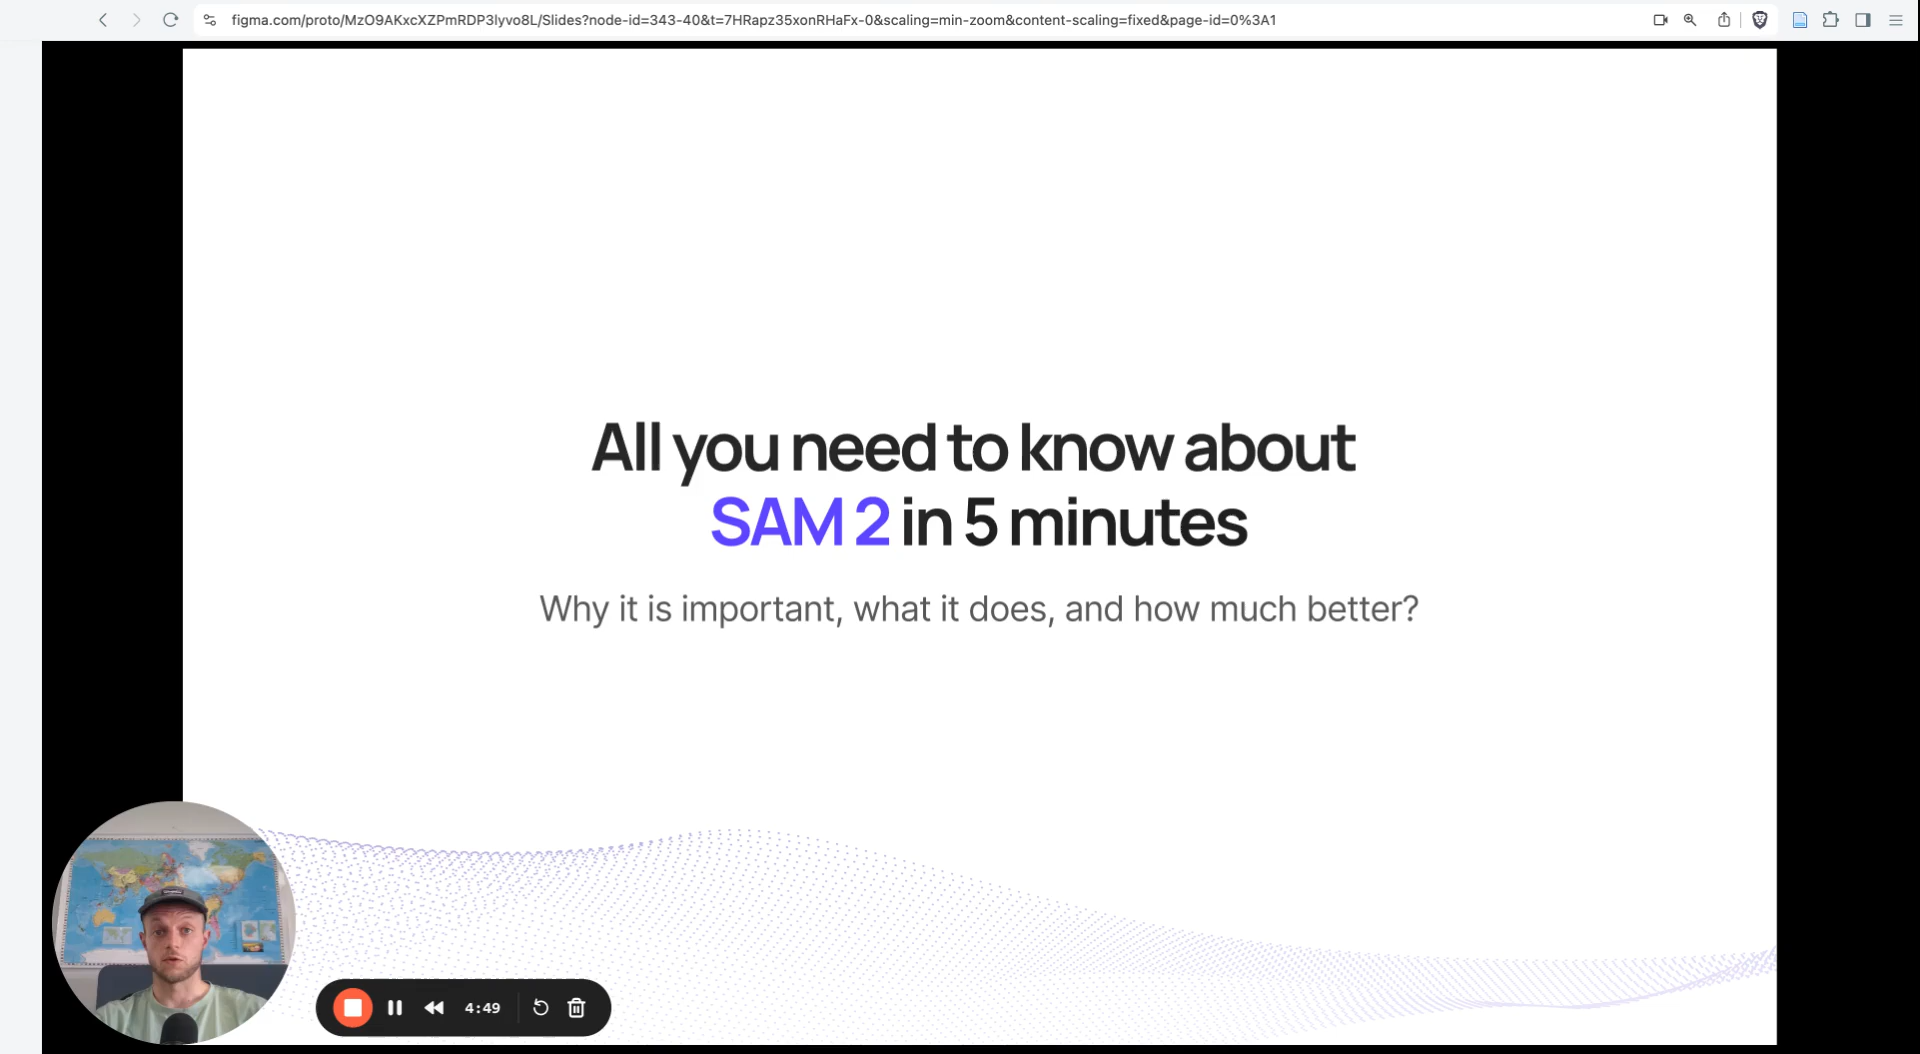 figma.com/proto/MzO9AKxcXZPmRDP3lyvo8L/Slides?node-id=343-40&t=7HRapz35xonRHaFx-0&scaling=min-zoom&content-scaling=fixed&page-id=0%3A1
All you need to know about
SAM 2 in 5 minutes
Why it is important, what it does, and how much better?
4:49